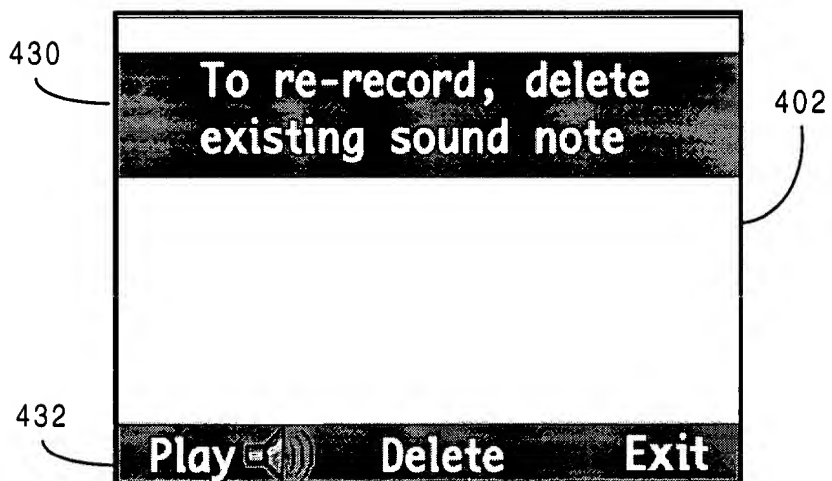 430
To re-record, delete
existing sound note
402
432
Play Delete Exit